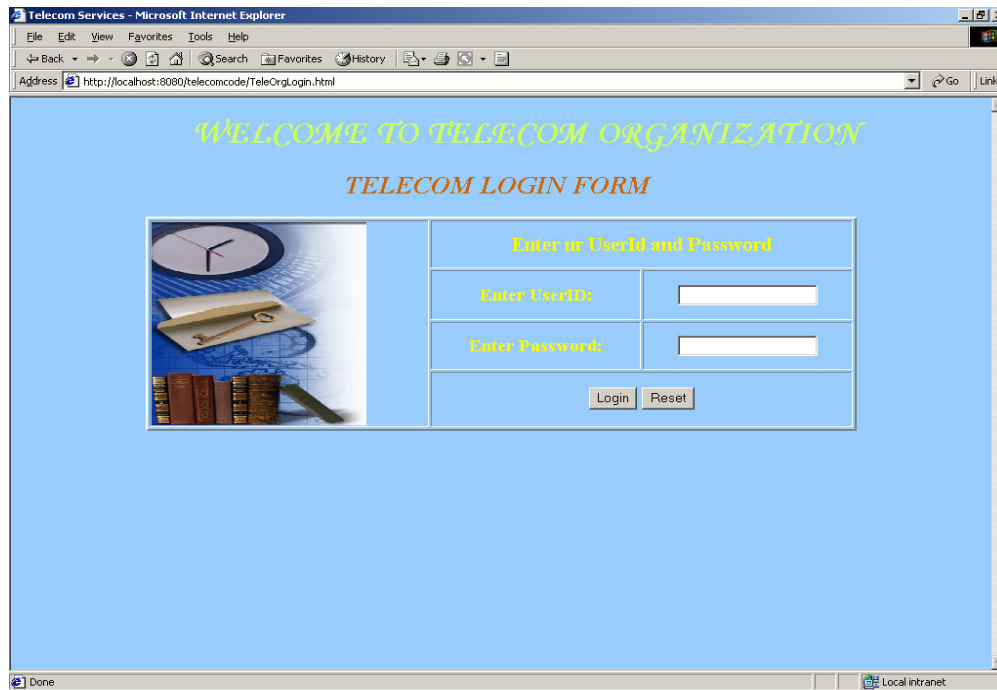 Telecom Services - Microsoft Internet Explorer
File Edit View Favorites Tools Help
Back Search Favorites History
Address http://localhost:8080/telecomcode/TeleOrgLogin.html Go Link
WELCOME TO TELECOM ORGANIZATION
TELECOM LOGIN FORM
Enter ur UserId and Password
Enter UserID:
Enter Password:
Login Reset
Done Local intranet